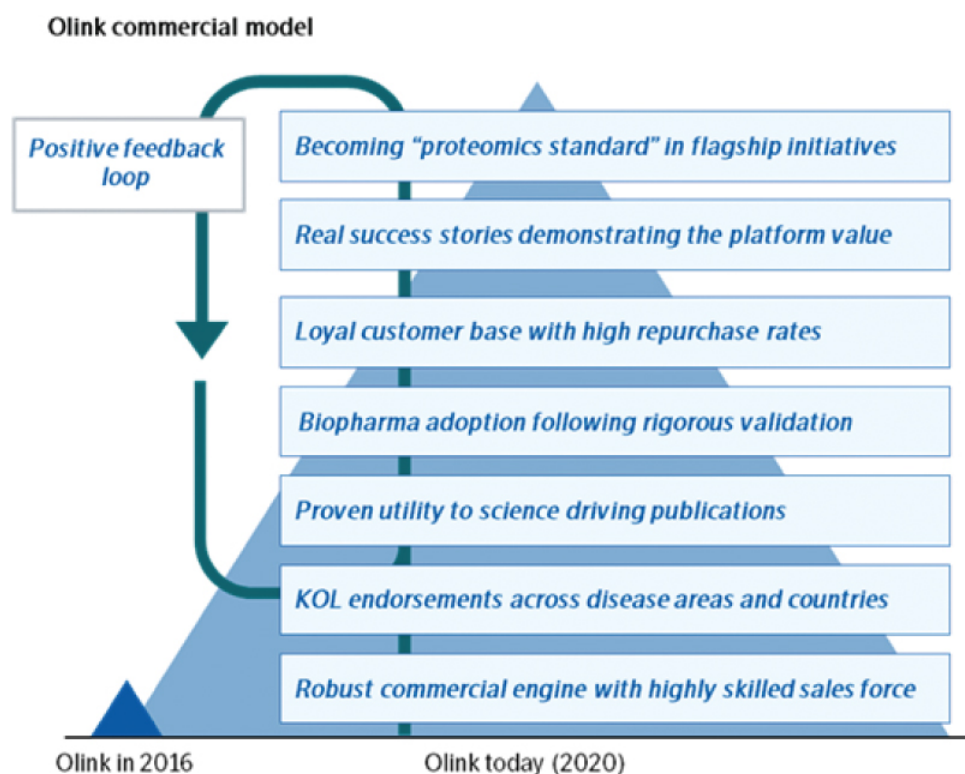 Olink commercial model
Positive feedback
loop
Becoming “proteomics standard” in flagship initiatives
Real success stories demonstrating the platform value
Loyal customer base with high repurchase rates
Biopharma adoption following rigorous validation
Proven utility to science driving publications
KOL endorsements across disease areas and countries
Robust commercial engine with highly skilled sales force
Olink in 2016
Olink today (2020)